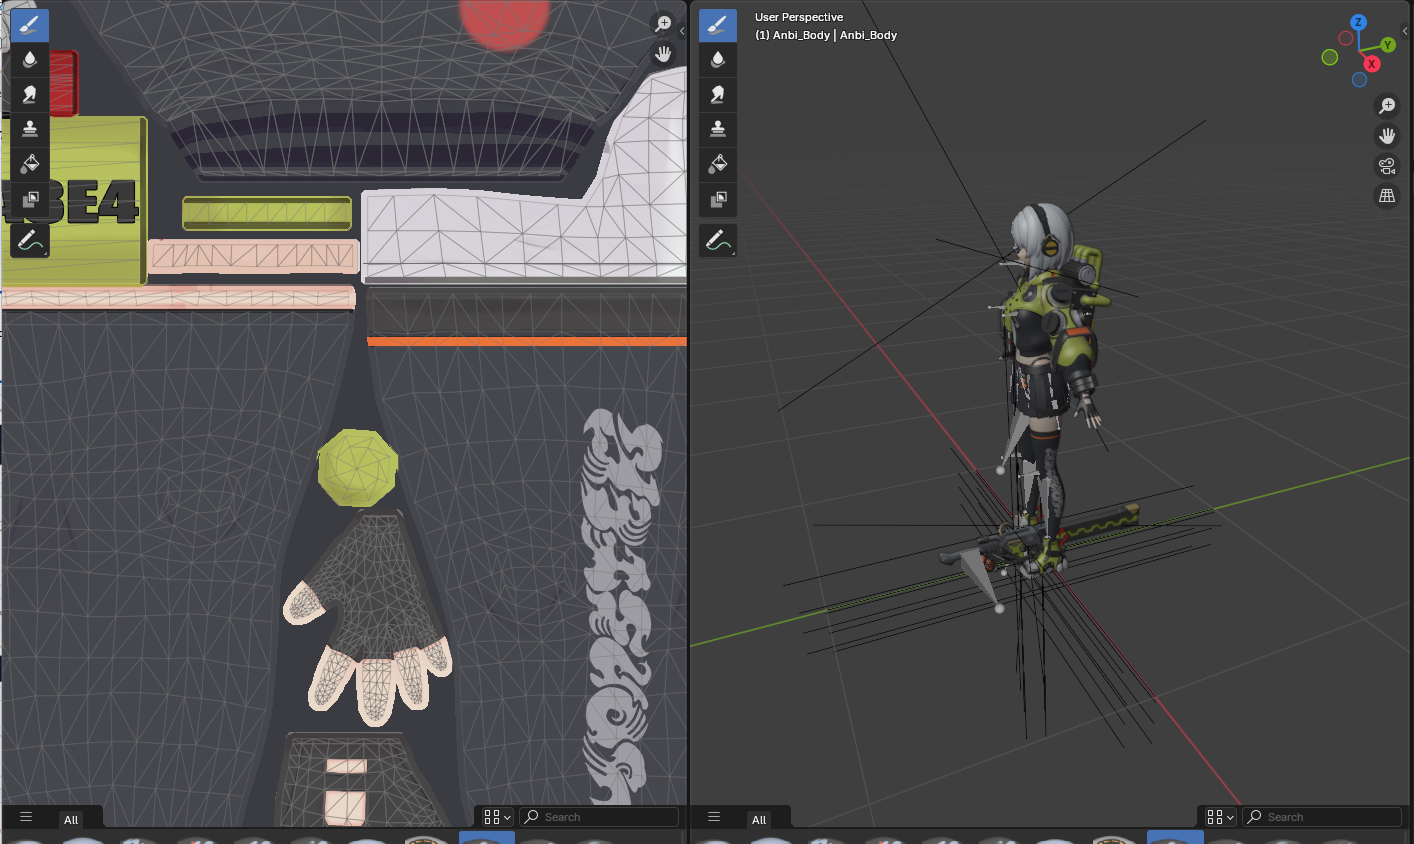 BE4
User Perspective
(1) Anbi_Body | Anbi_Body
Z
Y
X
All
Search
All
Search